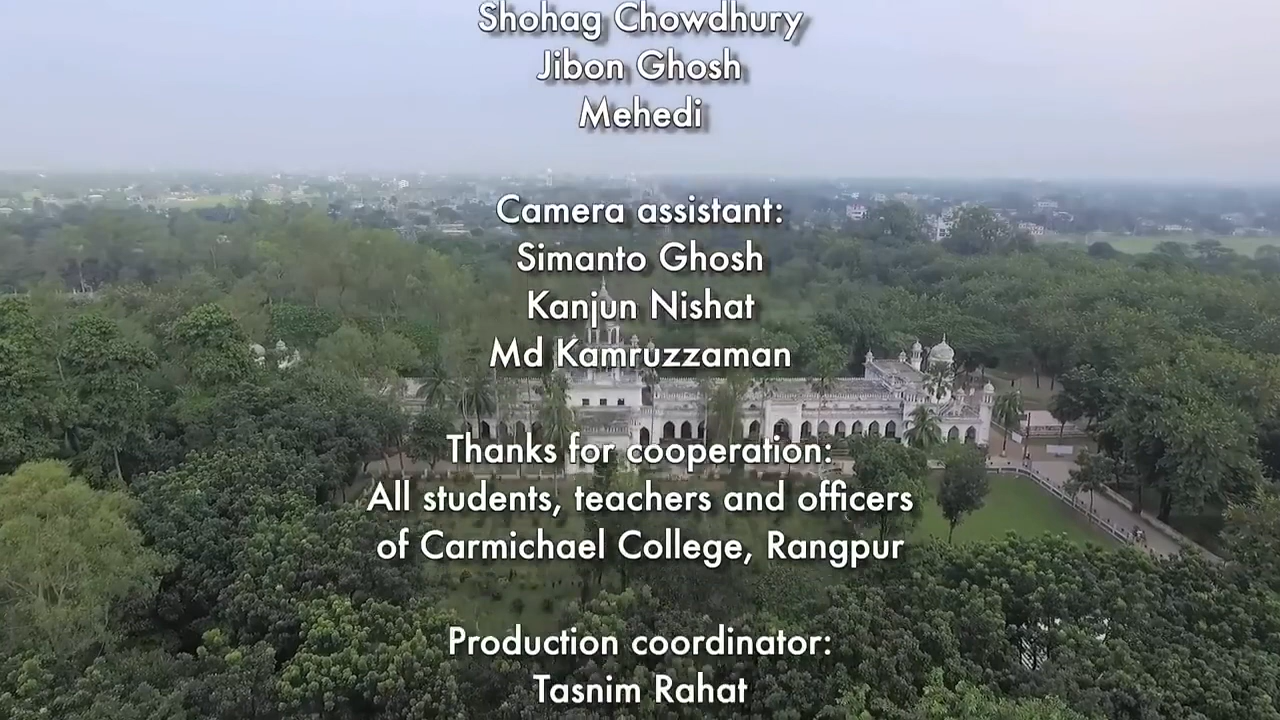 Shohag Chowdhury
Jibon Ghosh
Mehedi
Camera assistant:
Simanto Ghosh
Kanjun Nishat
Md Kamruzzaman
Thanks for cooperation:
All students, teachers and officers
of Carmichael College, Rangpur
Production coordinator:
Tasnim Rahat